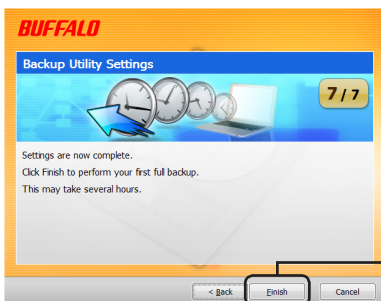 BUFFALO
Backup Utility Settings
7/7
Settings are now complete.
Click Finish to perform your first full backup.
This may take several hours.
< Back
Finish
Cancel